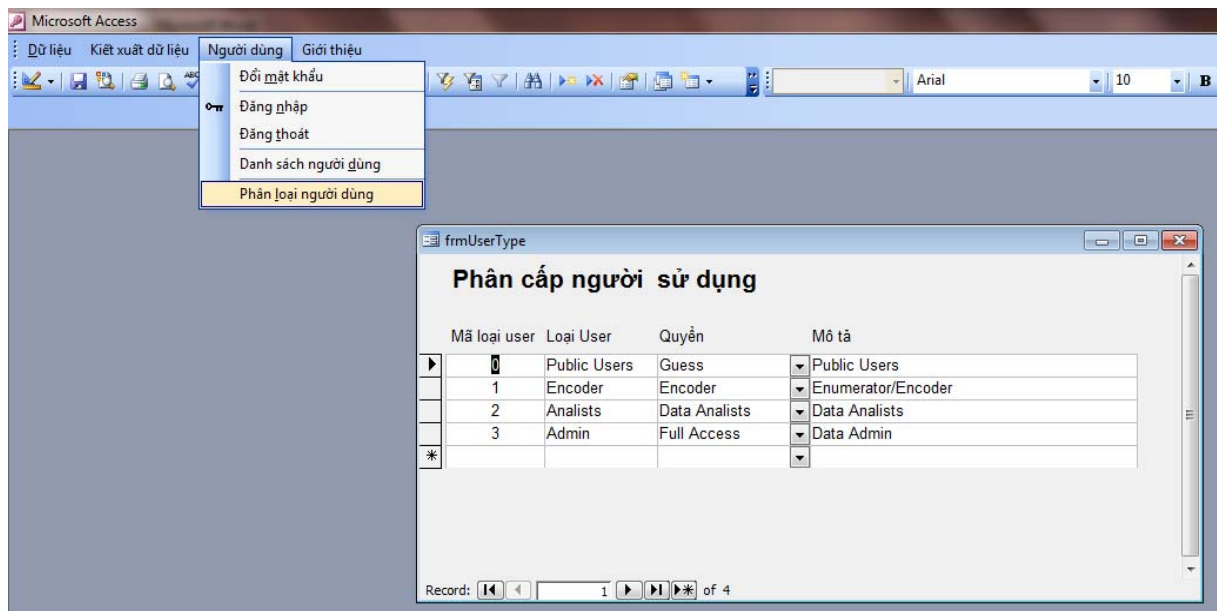 Microsoft Access
Dữ liệu Kiết xuất dữ liệu Người dùng Giới thiệu
Arial 10 B
Đổi mật khẩu
Đăng nhập
Đăng thoát
Danh sách người dùng
Phân loại người dùng
frmUserType
Phân cấp người sử dụng
Mã loại user Loại User Quyền Mô tả
0 Public Users Guess Public Users
1 Encoder Encoder Enumerator/Encoder
2 Analists Data Analists Data Analists
3 Admin Full Access Data Admin
Record: 1 of 4